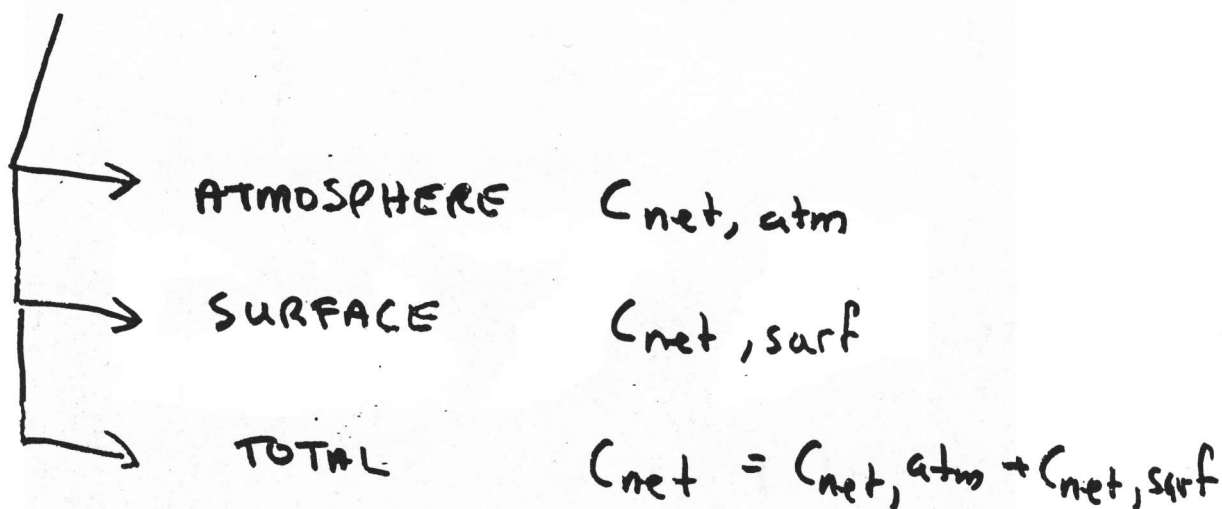 ATMOSPHERE Cnet, atm
SURFACE Cnet, surf
TOTAL Cnet = Cnet, atm + Cnet, surf